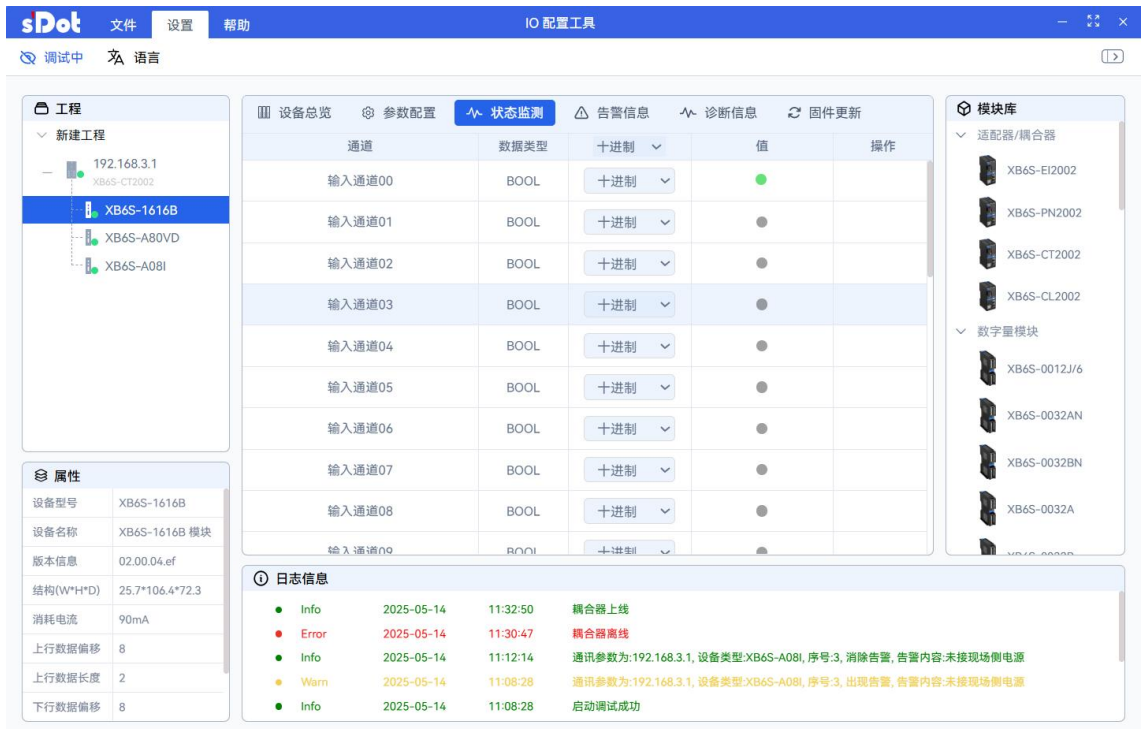 sDot 文件 设置 帮助 IO 配置工具
调试中 语言
工程
新建工程
192.168.3.1
XB6S-CT2002
XB6S-1616B
XB6S-A80VD
XB6S-A08I
属性
设备型号 XB6S-1616B
设备名称 XB6S-1616B 模块
版本信息 02.00.04.ef
结构(W*H*D) 25.7*106.4*72.3
消耗电流 90mA
上行数据偏移 8
上行数据长度 2
下行数据偏移 8
设备总览 参数配置 状态监测 告警信息 诊断信息 固件更新
通道 数据类型 十进制 值 操作
输入通道00 BOOL 十进制
输入通道01 BOOL 十进制
输入通道02 BOOL 十进制
输入通道03 BOOL 十进制
输入通道04 BOOL 十进制
输入通道05 BOOL 十进制
输入通道06 BOOL 十进制
输入通道07 BOOL 十进制
输入通道08 BOOL 十进制
输入通道09 BOOL 十进制
日志信息
Info 2025-05-14 11:32:50 耦合器上线
Error 2025-05-14 11:30:47 耦合器离线
Info 2025-05-14 11:12:14 通讯参数为:192.168.3.1, 设备类型:XB6S-A08I, 序号:3, 消除告警, 告警内容:未接现场侧电源
Warn 2025-05-14 11:08:28 通讯参数为:192.168.3.1, 设备类型:XB6S-A08I, 序号:3, 出现告警, 告警内容:未接现场侧电源
Info 2025-05-14 11:08:28 启动调试成功
模块库
适配器/耦合器
XB6S-EI2002
XB6S-PN2002
XB6S-CT2002
XB6S-CL2002
数字量模块
XB6S-0012J/6
XB6S-0032AN
XB6S-0032BN
XB6S-0032A